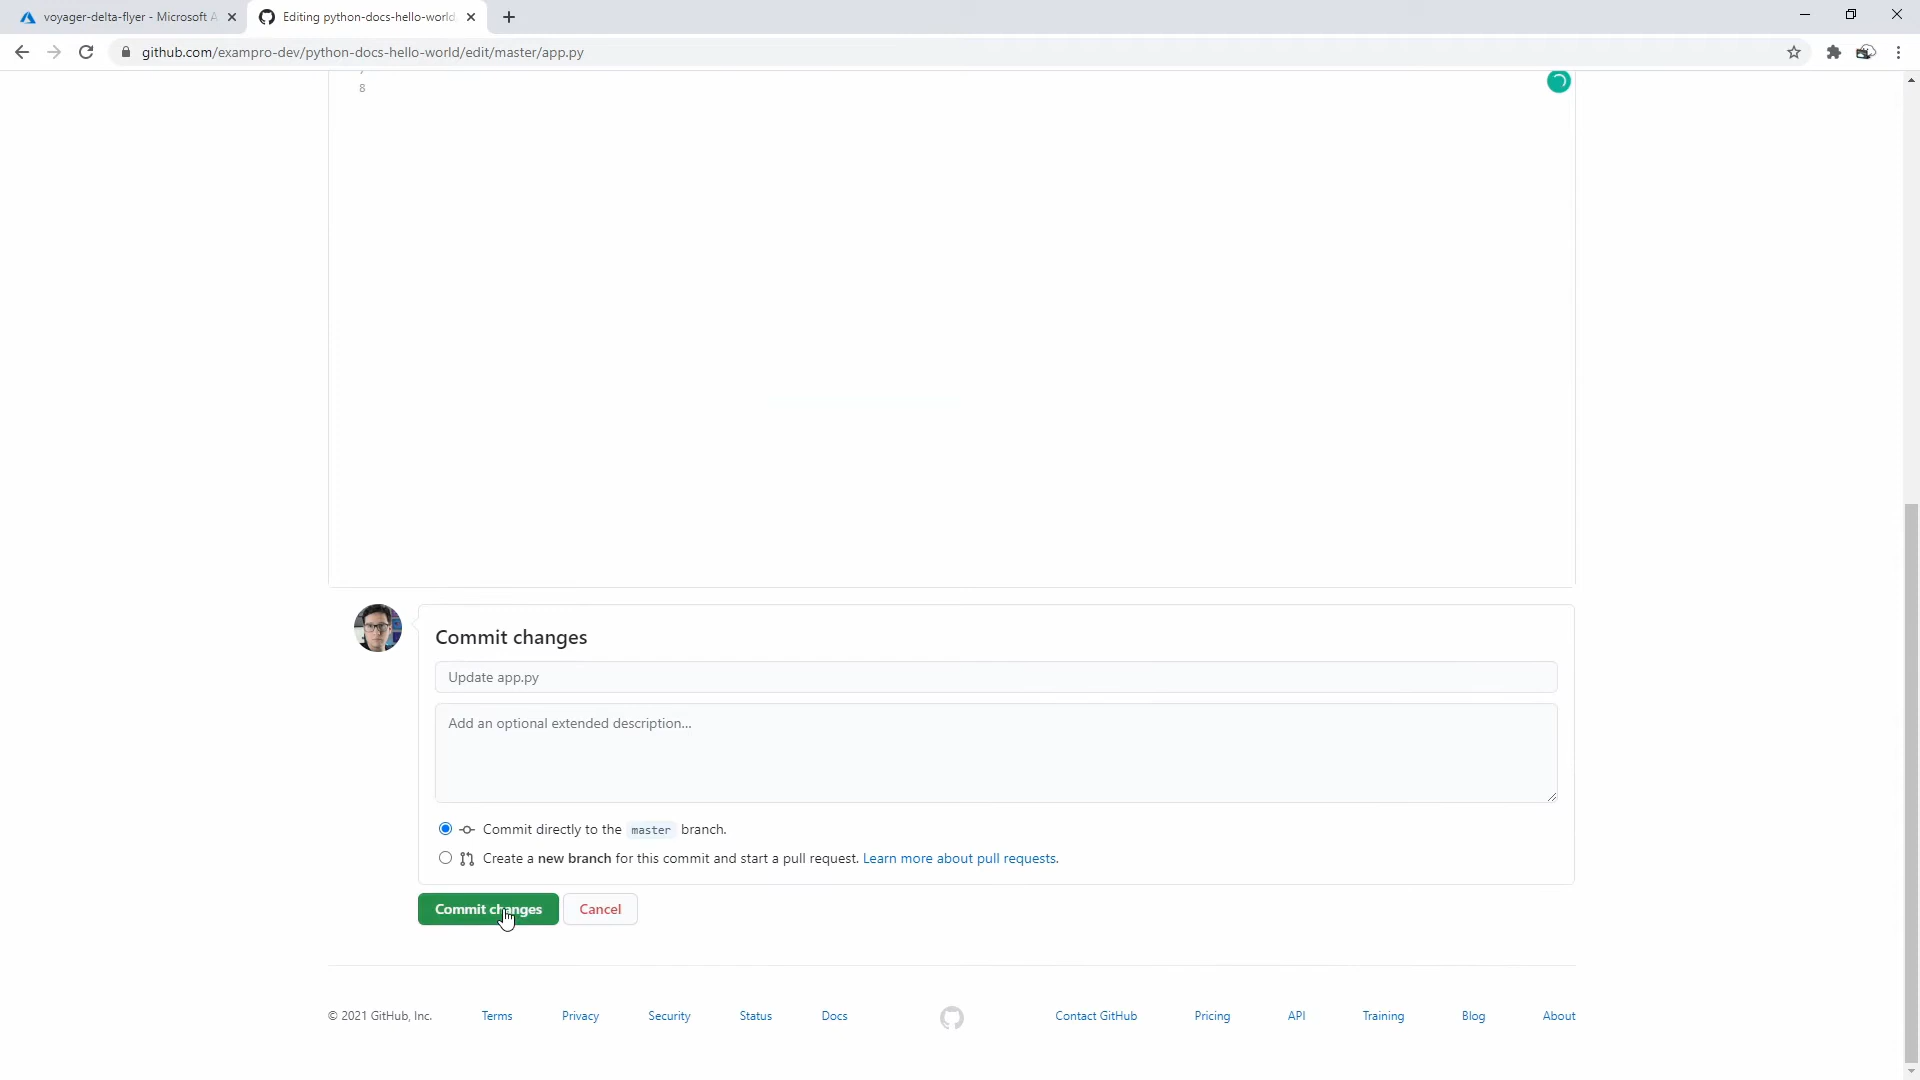 voyager-delta-flyer - Microsoft A
Editing python-docs-hello-world
github.com/exampro-dev/python-docs-hello-world/edit/master/app.py
8
Commit changes
Update app.py
Add an optional extended description...
Commit directly to the master branch.
Create a new branch for this commit and start a pull request. Learn more about pull requests.
Commit changes Cancel
© 2021 GitHub, Inc. Terms Privacy Security Status Docs Contact GitHub Pricing API Training Blog About